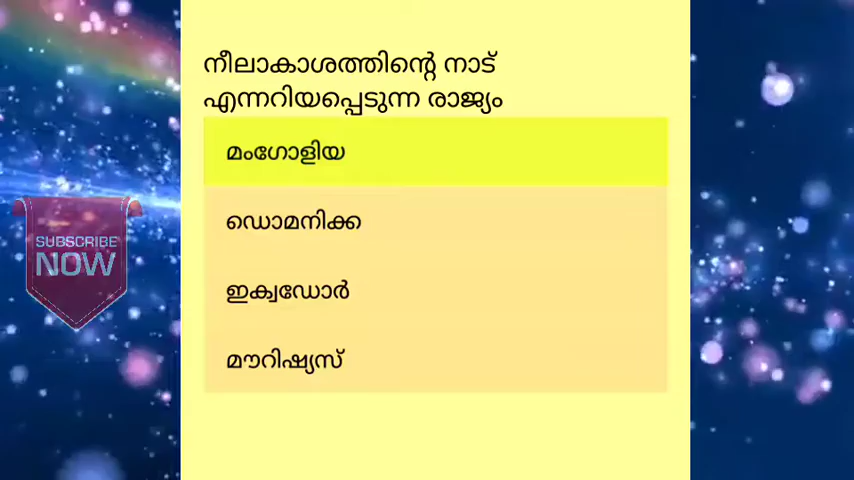 നീലാകാശത്തിന്റെ നാട്
എന്നറിയപ്പെടുന്ന രാജ്യം
മംഗോളിയ
ഡൊമനിക്ക
ഇക്വഡോർ
മൗറിഷ്യസ്
SUBSCRIBE
NOW